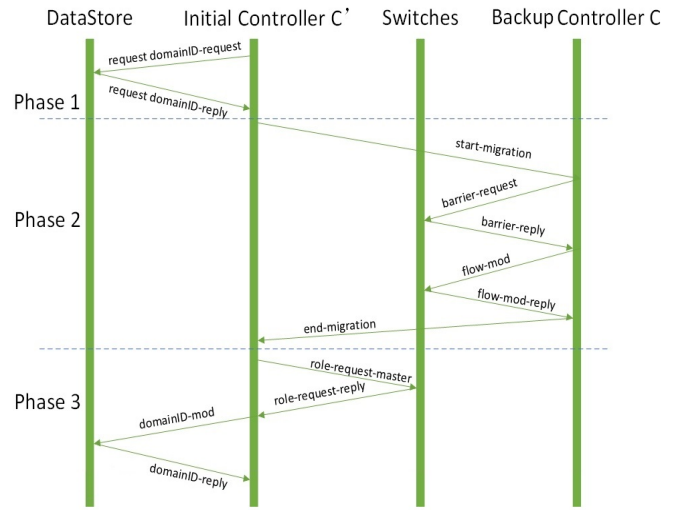 DataStore Initial Controller C’ Switches Backup Controller C
request domainID-request
request domainID-reply
Phase 1
start-migration
barrier-request
Phase 2
barrier-reply
flow-mod
flow-mod-reply
end-migration
role-request-master
role-request-reply
Phase 3
domainID-mod
domainID-reply